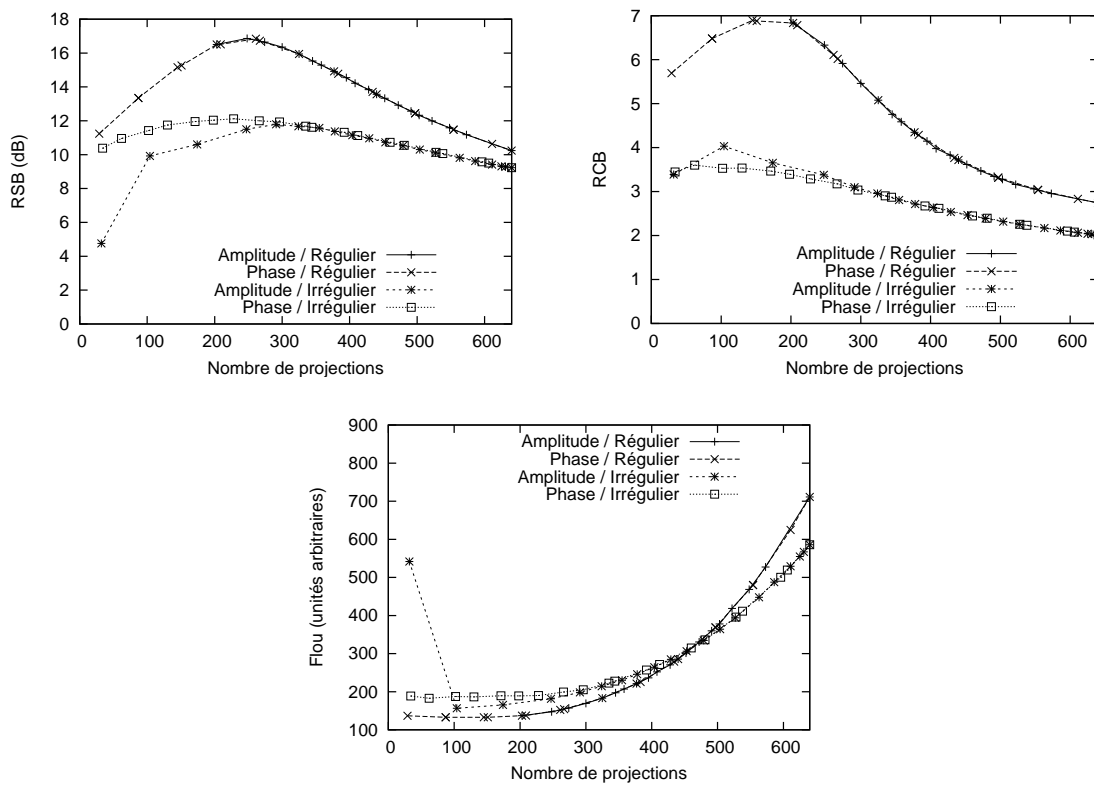 18
16
14
12
10
8
6
4
2
0
RSB (dB)
Amplitude / Régulier
Phase / Régulier
Amplitude / Irrégulier
Phase / Irrégulier
0 100 200 300 400 500 600
Nombre de projections
7
6
5
4
3
2
1
0
RCB
Amplitude / Régulier
Phase / Régulier
Amplitude / Irrégulier
Phase / Irrégulier
0 100 200 300 400 500 600
Nombre de projections
900
800
700
600
500
400
300
200
100
Flou (unités arbitraires)
Amplitude / Régulier
Phase / Régulier
Amplitude / Irrégulier
Phase / Irrégulier
0 100 200 300 400 500 600
Nombre de projections